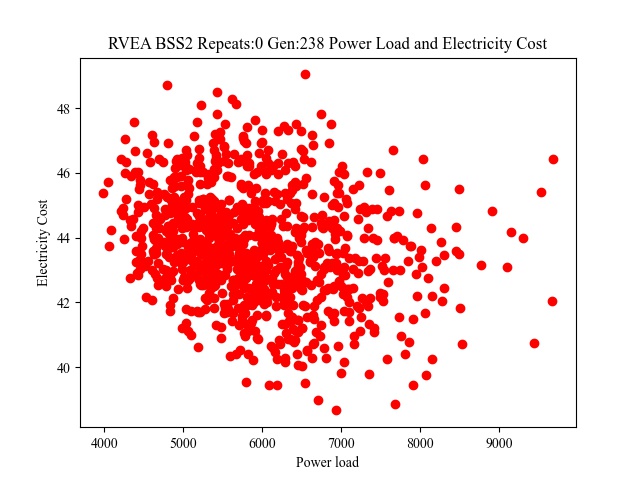 RVEA BSS2 Repeats:0 Gen:238 Power Load and Electricity Cost
48
46
44
42
40
Electricity Cost
4000 5000 6000 7000 8000 9000
Power load